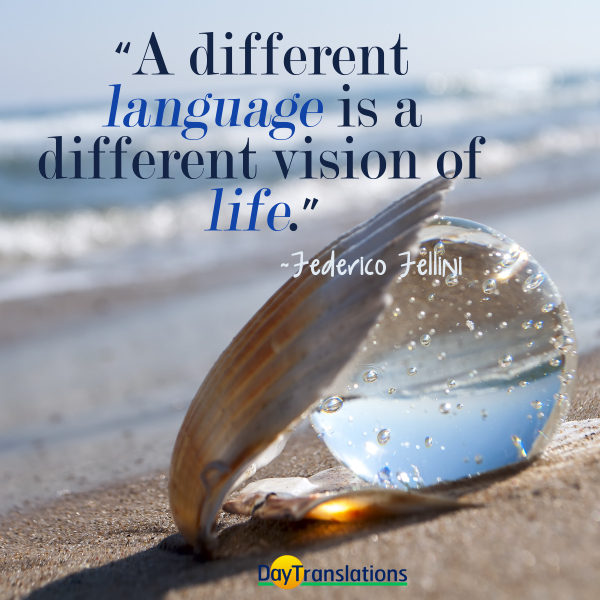 “A different
language is a
different vision of
life.”
~Federico Fellini
DayTranslations